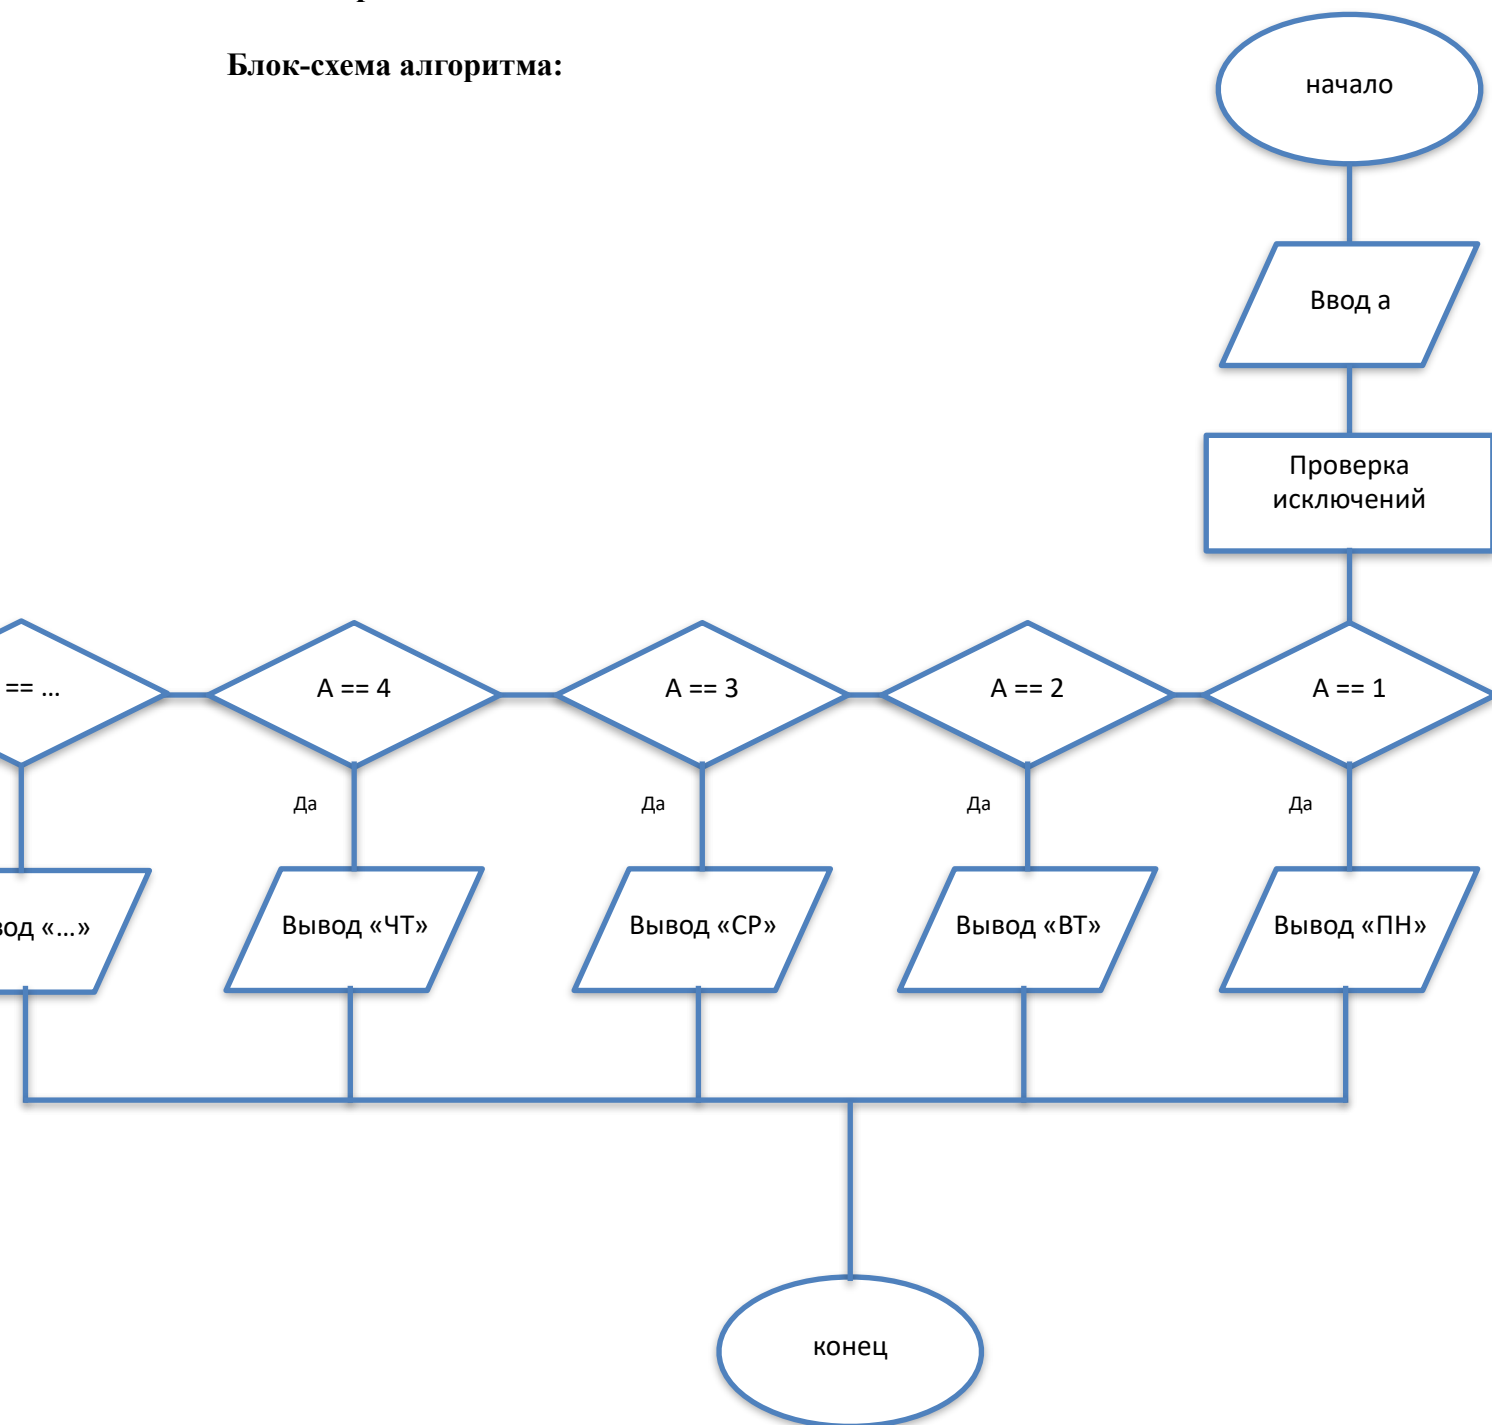 Блок-схема алгоритма:
начало
Ввод а
Проверка
исключений
== ...
А == 4
А == 3
А == 2
А == 1
Да
Да
Да
Да
«...»
Вывод «ЧТ»
Вывод «СР»
Вывод «ВТ»
Вывод «ПН»
конец